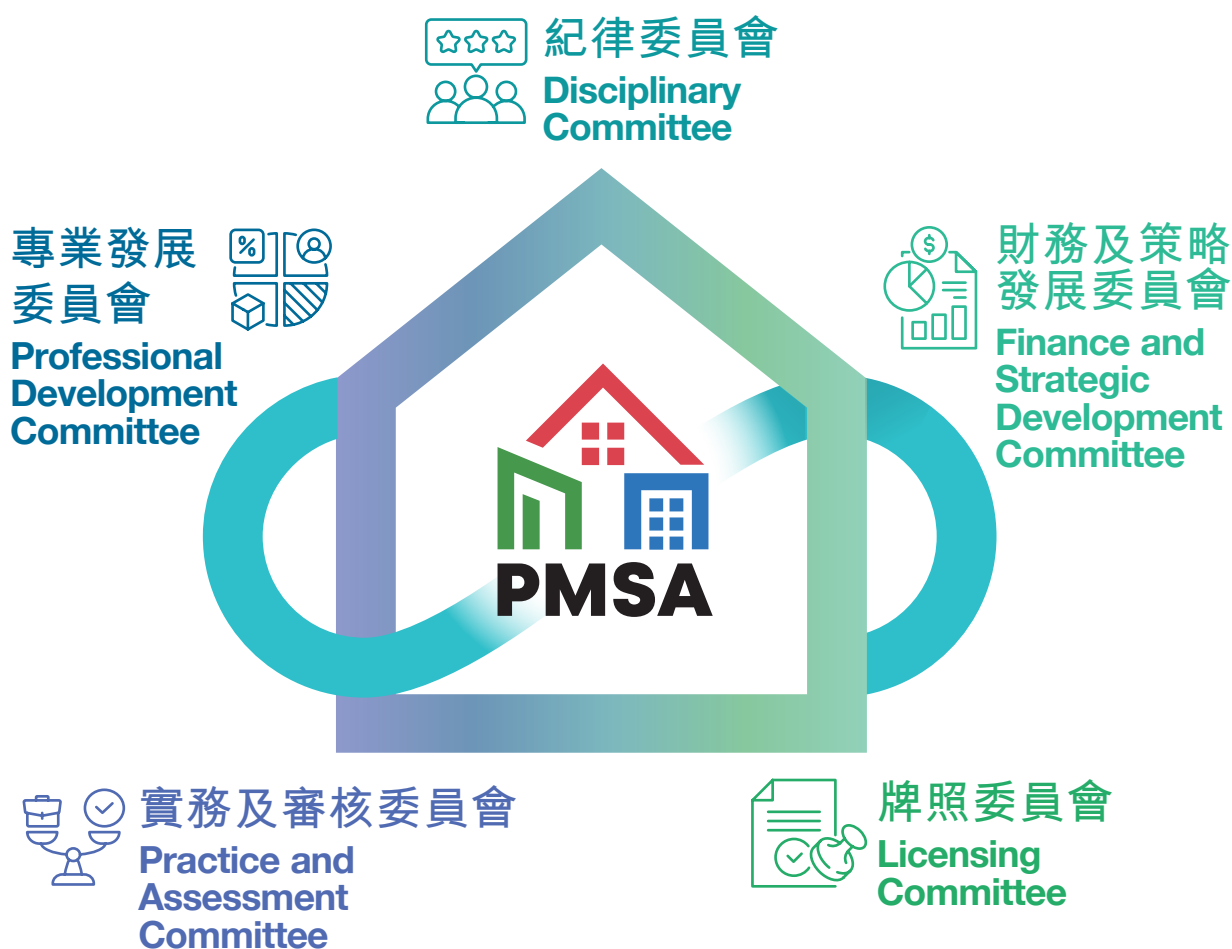 紀律委員會
Disciplinary
Committee
專業發展
委員會
Professional
Development
Committee
%
$
財務及策略
發展委員會
Finance and
Strategic
Development
Committee
PMSA
實務及審核委員會
Practice and
Assessment
Committee
牌照委員會
Licensing
Committee